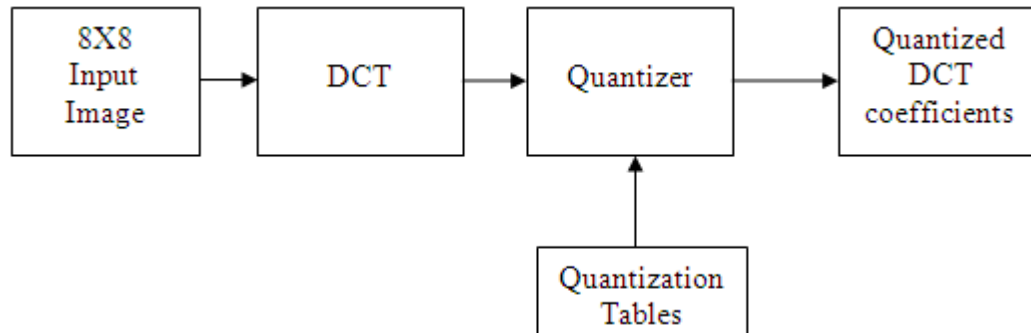 8X8
Input
Image
DCT
Quantizer
Quantized
DCT
coefficients
Quantization
Tables